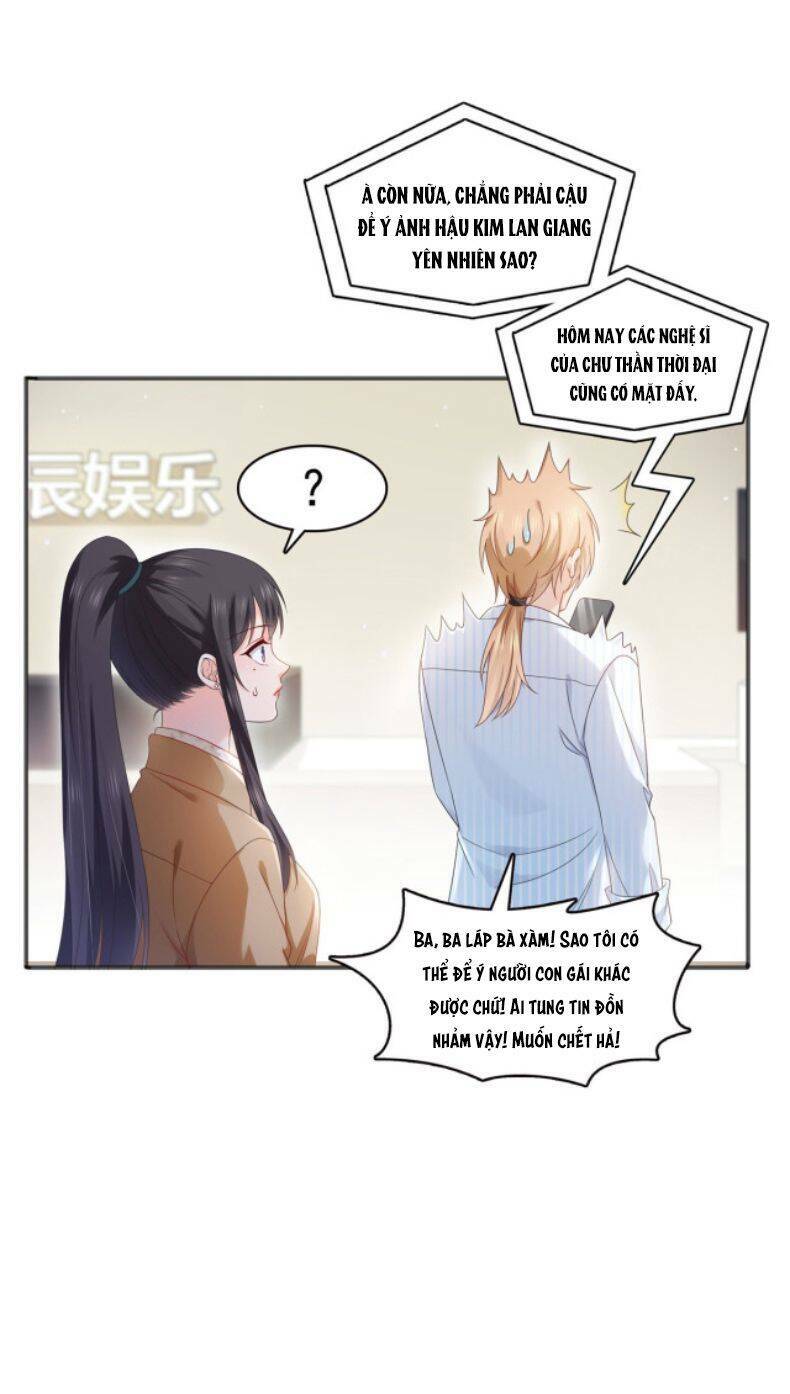 À CÒN NỮA, CHẲNG PHẢI CẬU
ĐỂ Ý ẢNH HẬU KIM LAN GIANG
YÊN NHIÊN SAO?
HÔM NAY CÁC NGHỆ SĨ
CỦA CHƯ THẦN THỜI ĐẠI
CŨNG CÓ MẶT ĐẤY.
辰娱乐
?
BA, BA LÁP BÀ XÀM! SAO TÔI CÓ
THỂ ĐỂ Ý NGƯỜI CON GÁI KHÁC
ĐƯỢC CHỨ! AI TUNG TIN ĐỒN
NHẢM VẬY! MUỐN CHẾT HẢ!